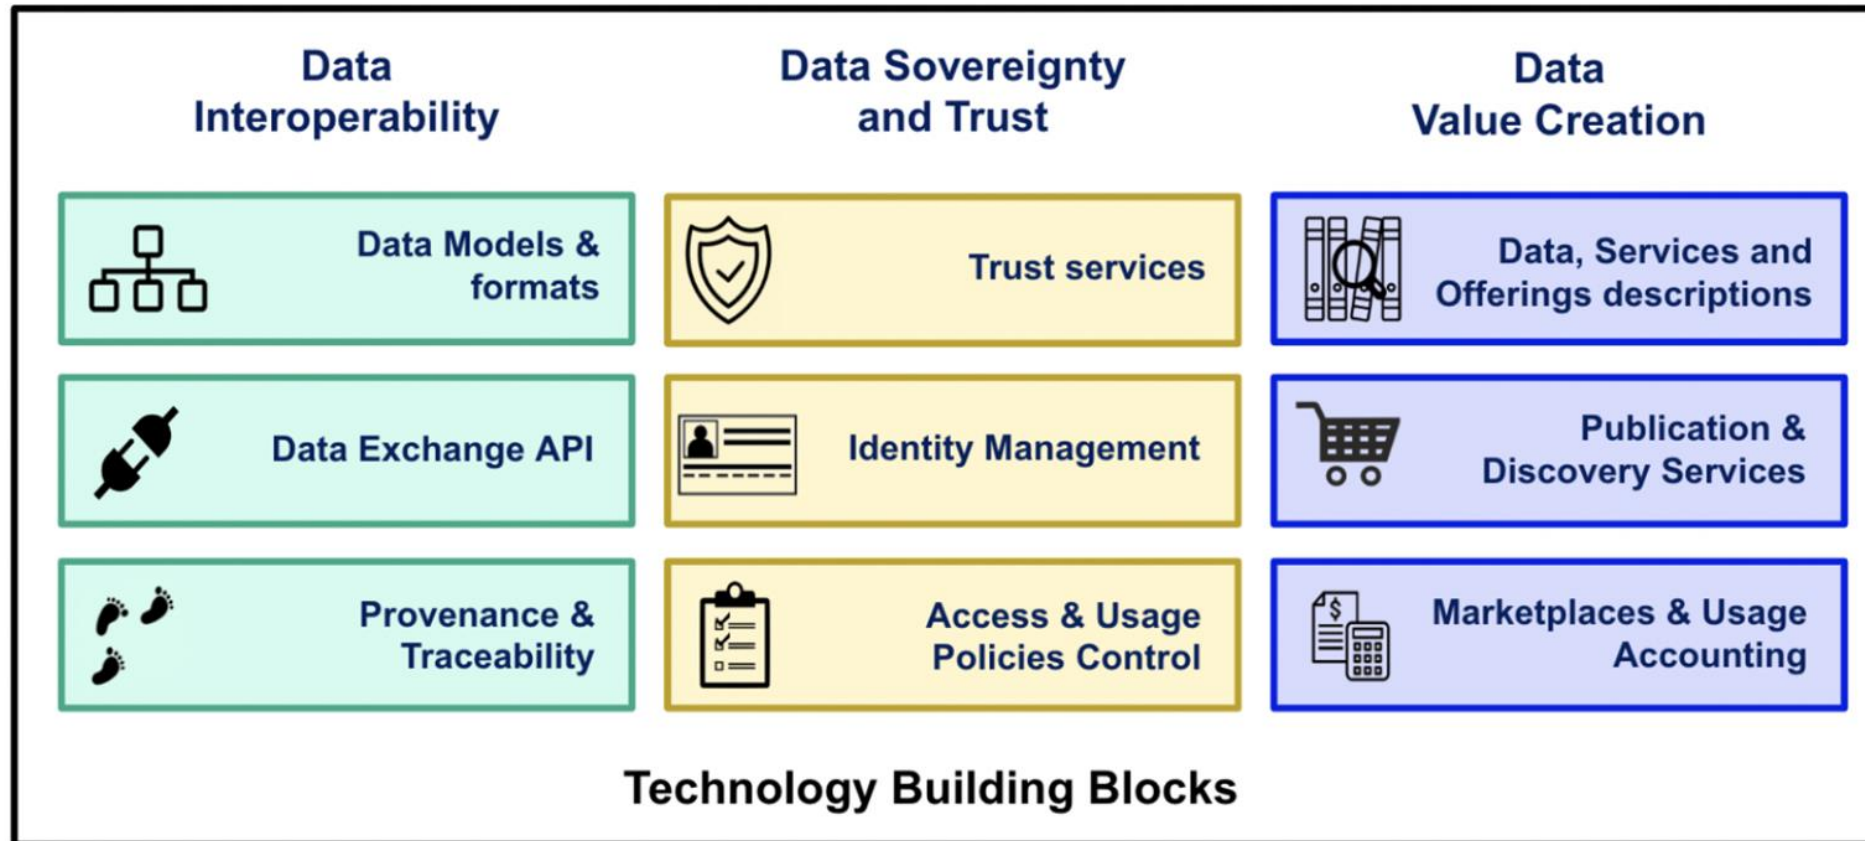 Data
Interoperability
Data Models &
formats
Data Exchange API
Provenance &
Traceability
Data Sovereignty
and Trust
Trust services
Identity Management
Access & Usage
Policies Control
Data
Value Creation
Data, Services and
Offerings descriptions
Publication &
Discovery Services
$
Marketplaces & Usage
Accounting
Technology Building Blocks